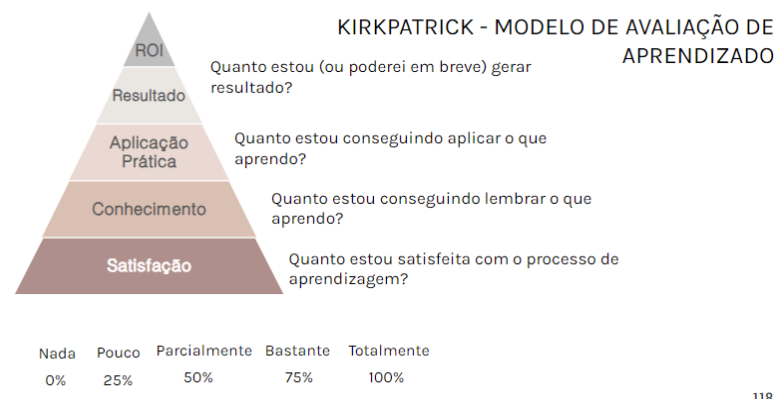 KIRKPATRICK - MODELO DE AVALIAÇÃO DE
APRENDIZADO
ROI
Quanto estou (ou poderei em breve) gerar
resultado?
Resultado
Aplicação
Prática
Quanto estou conseguindo aplicar o que
aprendo?
Conhecimento
Quanto estou conseguindo lembrar o que
aprendo?
Satisfação
Quanto estou satisfeita com o processo de
aprendizagem?
Nada Pouco Parcialmente Bastante Totalmente
0% 25% 50% 75% 100%
118